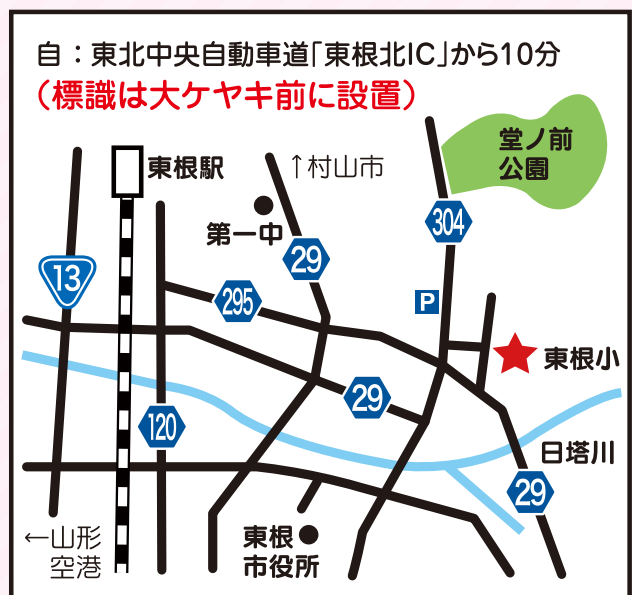 自：東北中央自動車道「東根北IC」から10分
（標識は大ケヤキ前に設置）
堂ノ前
公園
東根駅
↑村山市
304
第一中
29
13
295
P
東根小
29
120
日塔川
29
←山形
空港
東根
市役所